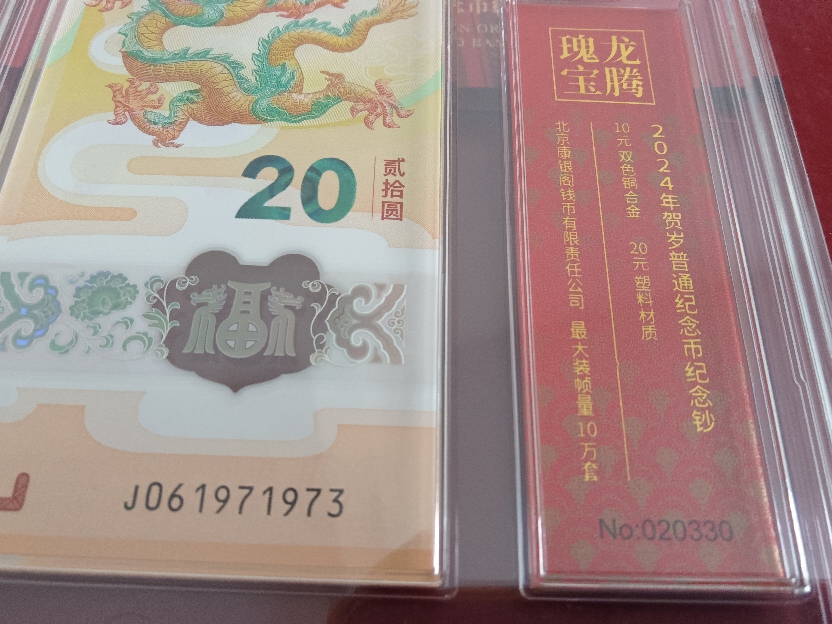 20
贰拾圆
福
J061971973
龙腾
瑰宝
2024年贺岁普通纪念币纪念钞
10元 双色铜合金 20元 塑料材质
北京康银阁钱币有限责任公司 最大装帧量10万套
No:020330